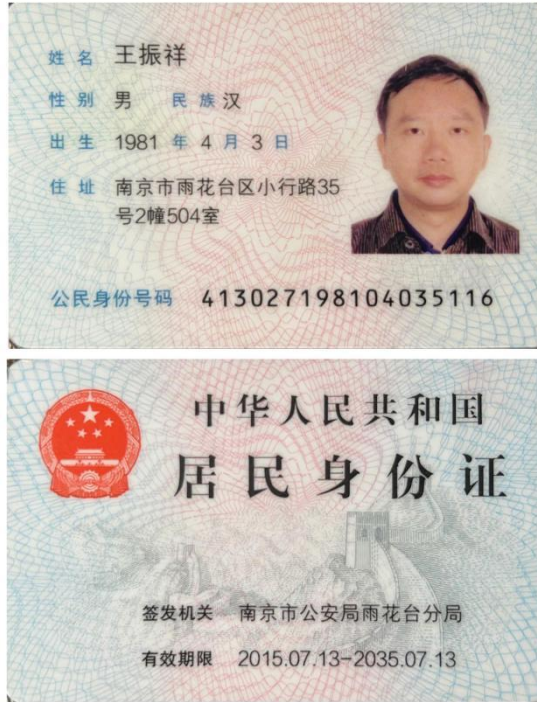 姓名 王振祥
性别 男 民族 汉
出生 1981 年 4 月 3 日
住址 南京市雨花台区小行路35
号2幢504室
公民身份号码 413027198104035116
中华人民共和国
居民身份证
签发机关 南京市公安局雨花台分局
有效期限 2015.07.13-2035.07.13